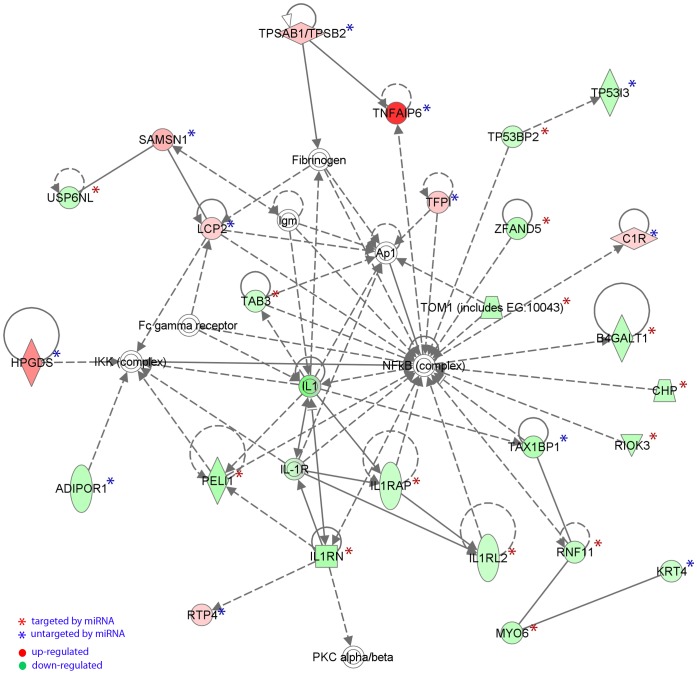 TPSAB1/TPSB2*
TP53I3*
TNFAIP6*
TP53BP2*
SAMSN1*
Fibrinogen
USP6NL*
TFPI*
LCP2*
Igm
ZFAND5*
C1R*
Ap1
TAB3*
TOM1 (includes EG:10043)*
Fc gamma receptor
B4GALT1*
HPGDS*
IKK (complex)
NFkB (complex)
IL1
CHP*
TAX1BP1*
RIOK3*
IL-1R
ADIPOR1*
PELI1*
IL1RAP*
IL1RN*
IL1RL2*
RNF11*
KRT4*
RTP4*
MYO6*
PKC alpha/beta
* targeted by miRNA
* untargeted by miRNA
up-regulated
down-regulated